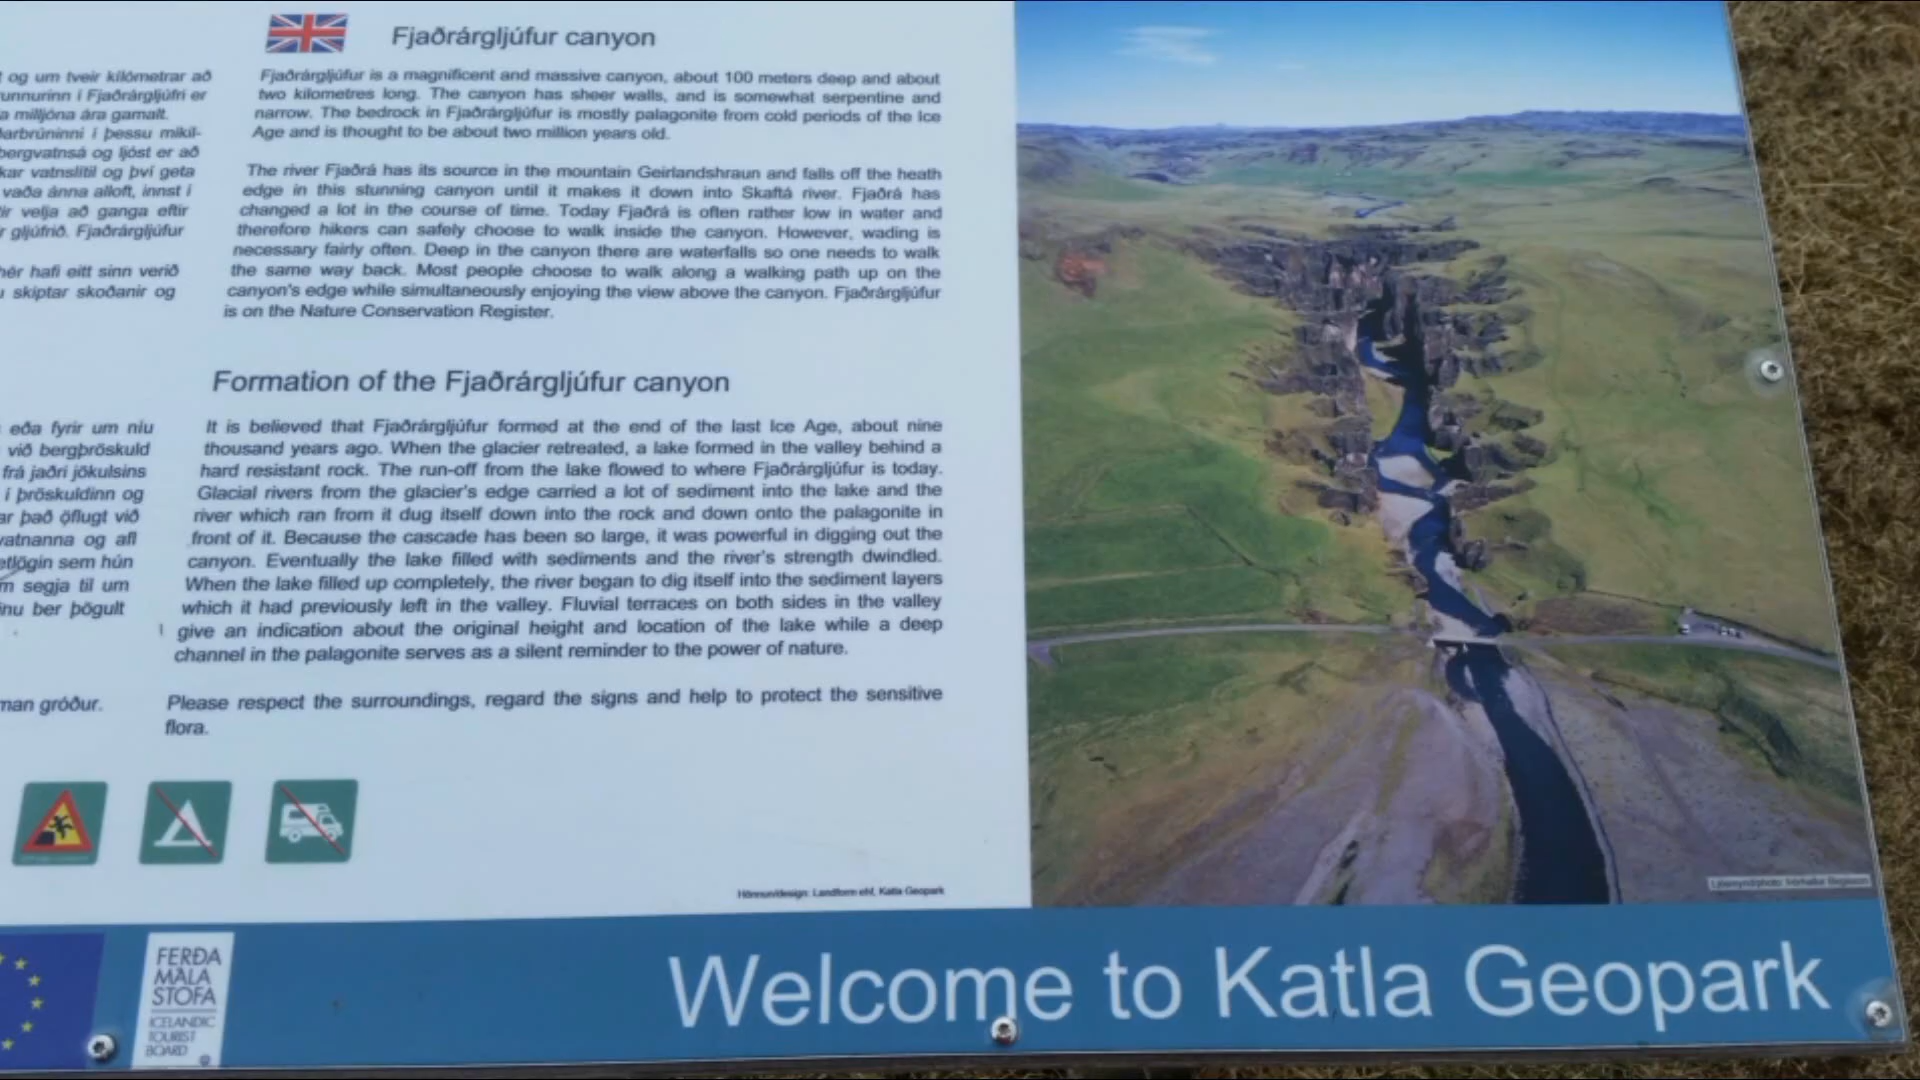 t og um tveir kílómetrar að
unnurinn í Fjaðrárgljúfri er
a milljóna ára gamalt.
arbrúninni í þessu mikil-
bergvatnsá og ljóst er að
kar vatnslítil og því geta
vaða ánna alloft, innst í
ir velja að ganga eftir
r gljúfrið. Fjaðrárgljúfur
hér hafi eitt sinn verið
u skiptar skoðanir og
eða fyrir um níu
við bergþröskuld
frá jaðri jökulsins
í þröskuldinn og
ar það öflugt við
vatnanna og afl
etlögin sem hún
m segja til um
inu ber þögult
man gróður.
Fjaðrárgljúfur canyon
Fjaðrárgljúfur is a magnificent and massive canyon, about 100 meters deep and about
two kilometres long. The canyon has sheer walls, and is somewhat serpentine and
narrow. The bedrock in Fjaðrárgljúfur is mostly palagonite from cold periods of the Ice
Age and is thought to be about two million years old.
The river Fjaðrá has its source in the mountain Geirlandshraun and falls off the heath
edge in this stunning canyon until it makes it down into Skaftá river. Fjaðrá has
changed a lot in the course of time. Today Fjaðrá is often rather low in water and
therefore hikers can safely choose to walk inside the canyon. However, wading is
necessary fairly often. Deep in the canyon there are waterfalls so one needs to walk
the same way back. Most people choose to walk along a walking path up on the
canyon's edge while simultaneously enjoying the view above the canyon. Fjaðrárgljúfur
is on the Nature Conservation Register.
Formation of the Fjaðrárgljúfur canyon
It is believed that Fjaðrárgljúfur formed at the end of the last Ice Age, about nine
thousand years ago. When the glacier retreated, a lake formed in the valley behind a
hard resistant rock. The run-off from the lake flowed to where Fjaðrárgljúfur is today.
Glacial rivers from the glacier's edge carried a lot of sediment into the lake and the
river which ran from it dug itself down into the rock and down onto the palagonite in
front of it. Because the cascade has been so large, it was powerful in digging out the
canyon. Eventually the lake filled with sediments and the river's strength dwindled.
When the lake filled up completely, the river began to dig itself into the sediment layers
which it had previously left in the valley. Fluvial terraces on both sides in the valley
give an indication about the original height and location of the lake while a deep
channel in the palagonite serves as a silent reminder to the power of nature.
Please respect the surroundings, regard the signs and help to protect the sensitive
flora.
Hönnun/design: Landform ehf, Katla Geopark
FERÐA
MÁLA
STOFA
ICELANDIC
TOURIST
BOARD
Welcome to Katla Geopark